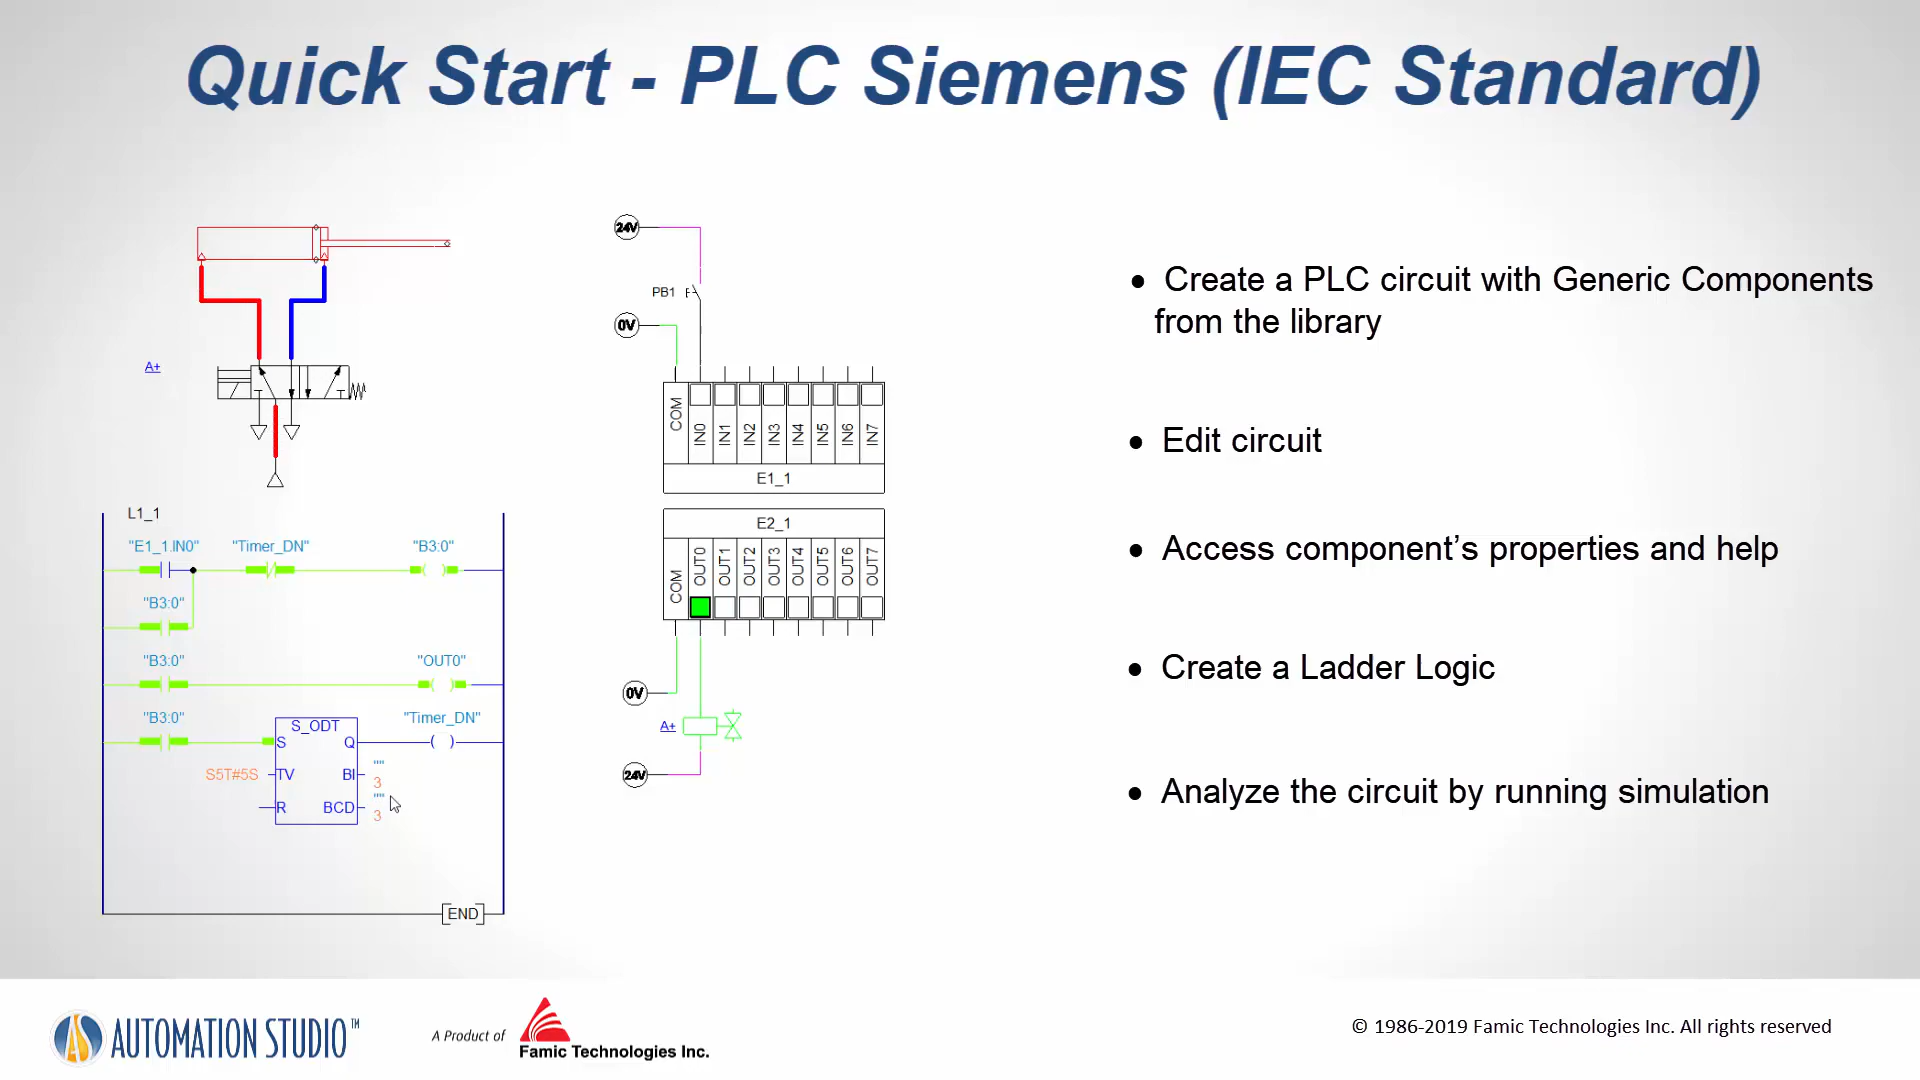 Quick Start - PLC Siemens (IEC Standard)
A+
L1_1
"E1_1.IN0" "Timer_DN" "B3:0"
"B3:0"
"B3:0" "OUT0"
"B3:0" "Timer_DN"
S_ODT
S Q
S5T#5S TV BI "" 3
R BCD "" 3
END
24V
PB1
0V
COM IN0 IN1 IN2 IN3 IN4 IN5 IN6 IN7
E1_1
E2_1
COM OUT0 OUT1 OUT2 OUT3 OUT4 OUT5 OUT6 OUT7
0V
A+
24V
• Create a PLC circuit with Generic Components
from the library
• Edit circuit
• Access component’s properties and help
• Create a Ladder Logic
• Analyze the circuit by running simulation
AS AUTOMATION STUDIO™
A Product of
Famic Technologies Inc.
© 1986-2019 Famic Technologies Inc. All rights reserved